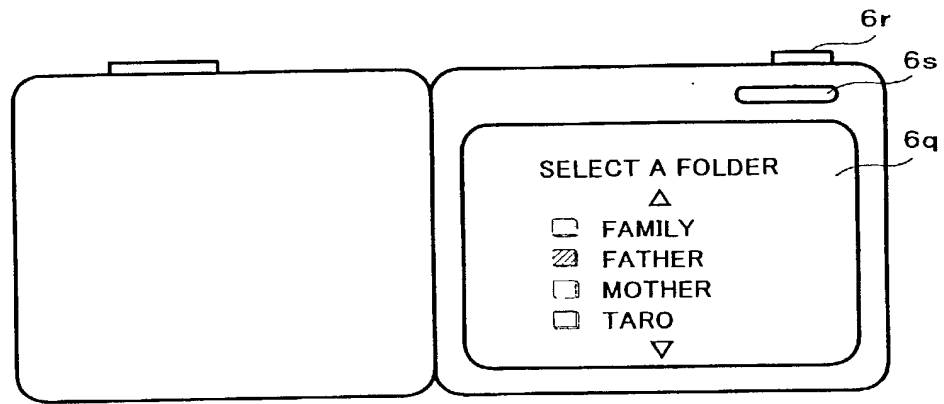 6r
6s
6q
SELECT A FOLDER
FAMILY
FATHER
MOTHER
TARO